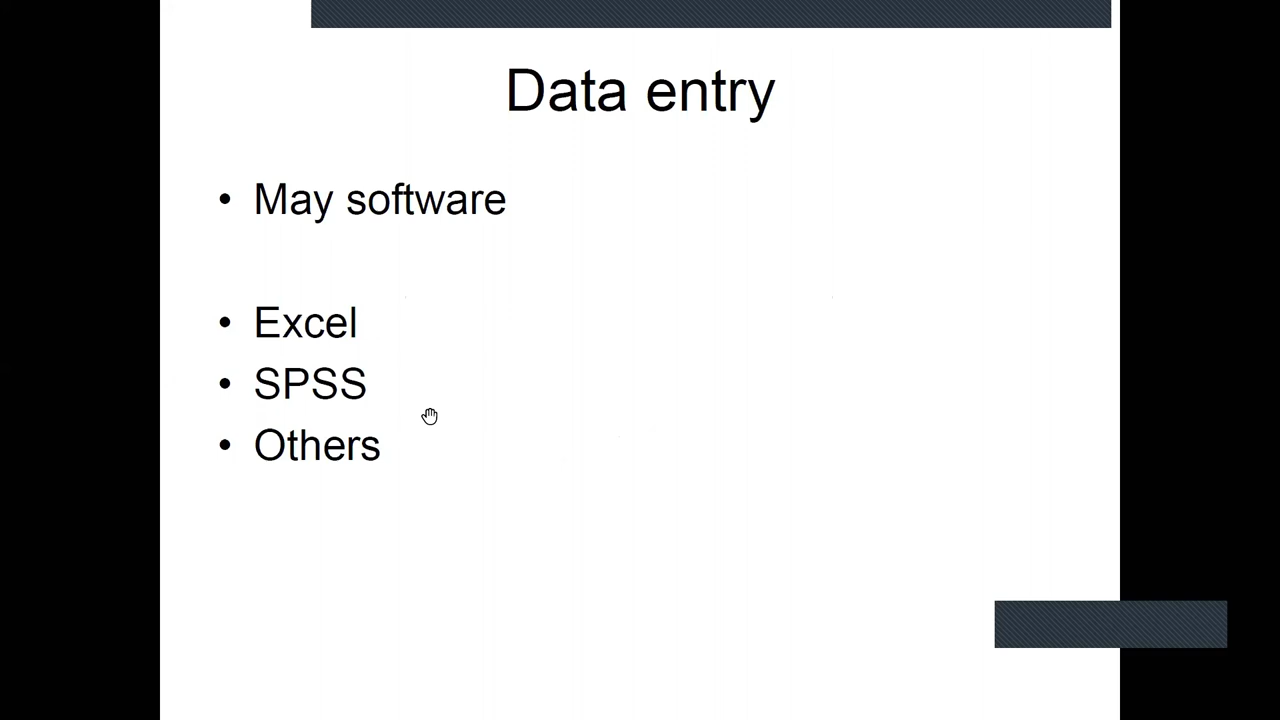 Data entry
• May software
• Excel
• SPSS
• Others